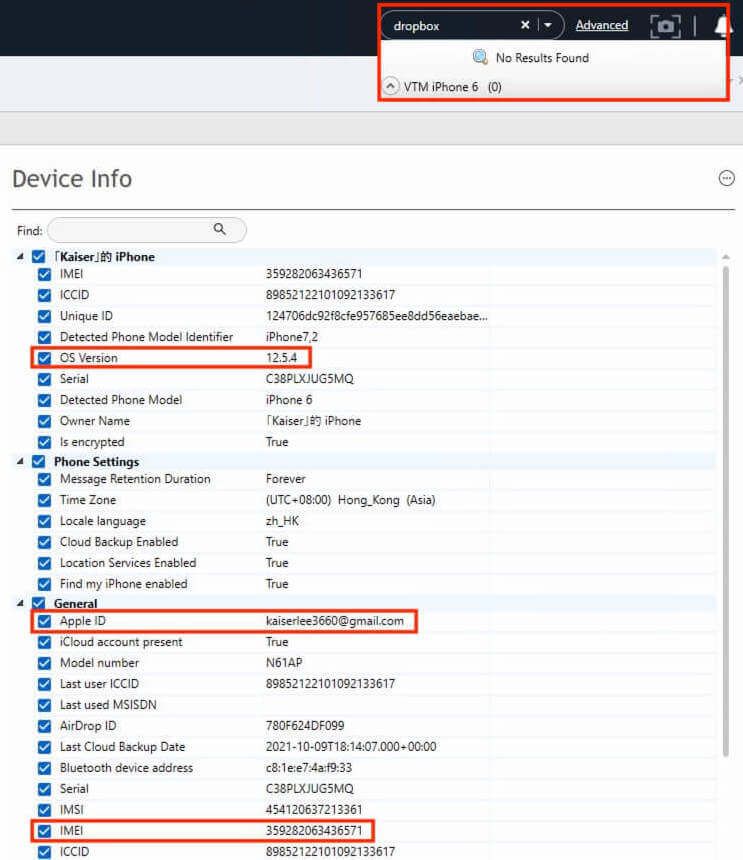 dropbox
Advanced
No Results Found
VTM iPhone 6 (0)
Device Info
Find:
「Kaiser」的 iPhone
IMEI 359282063436571
ICCID 89852122101092133617
Unique ID 124706dc92f8cfe957685ee8dd56eaebae...
Detected Phone Model Identifier iPhone7,2
OS Version 12.5.4
Serial C38PLXJUG5MQ
Detected Phone Model iPhone 6
Owner Name 「Kaiser」的 iPhone
Is encrypted True
Phone Settings
Message Retention Duration Forever
Time Zone (UTC+08:00) Hong_Kong (Asia)
Locale language zh_HK
Cloud Backup Enabled True
Location Services Enabled True
Find my iPhone enabled True
General
Apple ID kaiserlee3660@gmail.com
iCloud account present True
Model number N61AP
Last user ICCID 89852122101092133617
Last used MSISDN
AirDrop ID 780F624DF099
Last Cloud Backup Date 2021-10-09T18:14:07.000+00:00
Bluetooth device address c8:1e:e7:4a:f9:33
Serial C38PLXJUG5MQ
IMSI 454120637213361
IMEI 359282063436571
ICCID 89852122101092133617